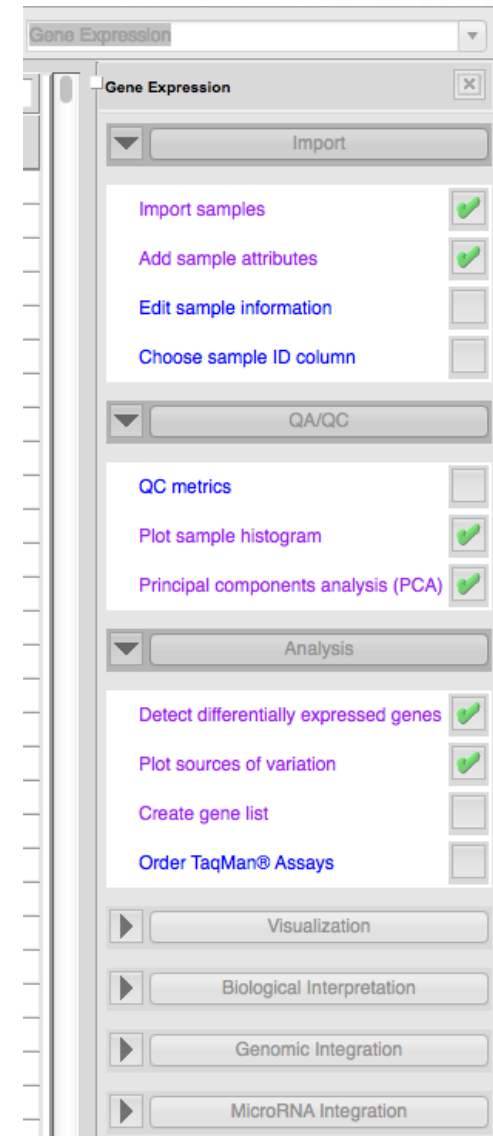 Gene Expression
Gene Expression
Import
Import samples
Add sample attributes
Edit sample information
Choose sample ID column
QA/QC
QC metrics
Plot sample histogram
Principal components analysis (PCA)
Analysis
Detect differentially expressed genes
Plot sources of variation
Create gene list
Order TaqMan® Assays
Visualization
Biological Interpretation
Genomic Integration
MicroRNA Integration